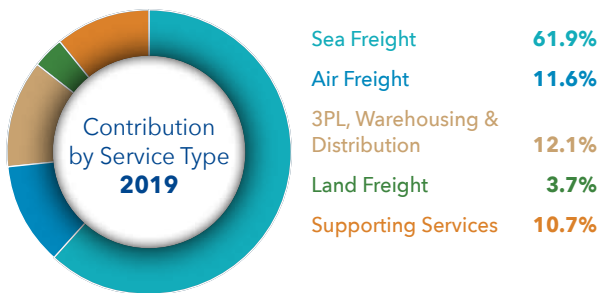 Contribution
by Service Type
2019
Sea Freight 61.9%
Air Freight 11.6%
3PL, Warehousing &
Distribution 12.1%
Land Freight 3.7%
Supporting Services 10.7%